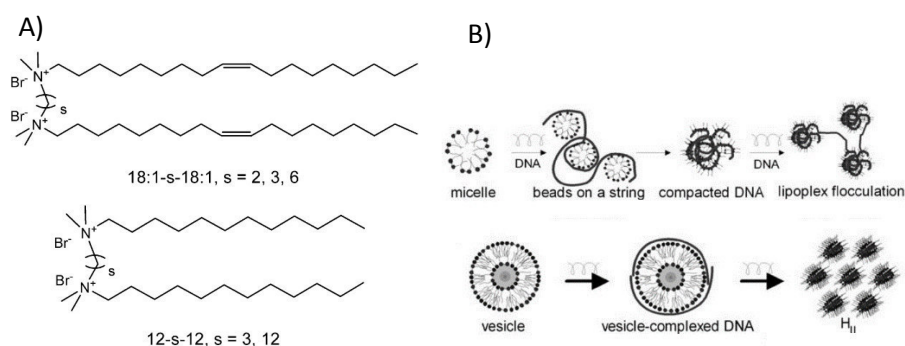 A)
N+
Br-
Br-
s
N+
18:1-s-18:1, s = 2, 3, 6
N+
Br-
Br-
s
N+
12-s-12, s = 3, 12
B)
DNA
DNA
micelle
beads on a string
compacted DNA
lipoplex flocculation
vesicle
vesicle-complexed DNA
HII